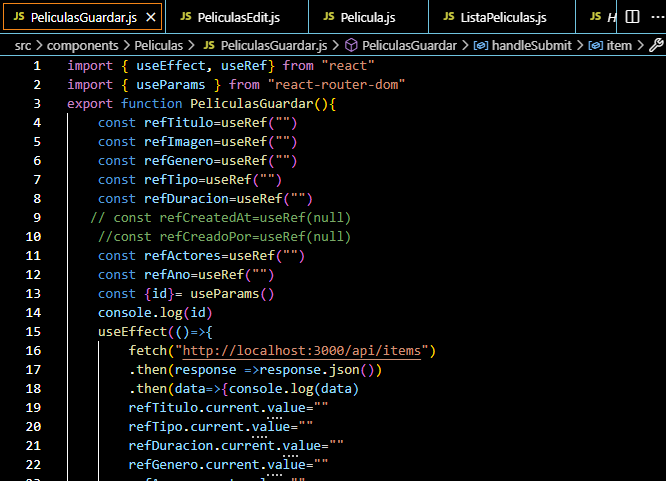 JS PeliculasGuardar.js JS PeliculasEdit.js JS Pelicula.js JS ListaPeliculas.js JS
src > components > Peliculas > JS PeliculasGuardar.js > PeliculasGuardar > handleSubmit > item >
1 import { useEffect, useRef} from "react"
2 import { useParams } from "react-router-dom"
3 export function PeliculasGuardar(){
4 const refTitulo=useRef("")
5 const refImagen=useRef("")
6 const refGenero=useRef("")
7 const refTipo=useRef("")
8 const refDuracion=useRef("")
9 // const refCreatedAt=useRef(null)
10 //const refCreadoPor=useRef(null)
11 const refActores=useRef("")
12 const refAno=useRef("")
13 const {id}= useParams()
14 console.log(id)
15 useEffect(()=>{
16 fetch("http://localhost:3000/api/items")
17 .then(response =>response.json())
18 .then(data=>{console.log(data)
19 refTitulo.current.value=""
20 refTipo.current.value=""
21 refDuracion.current.value=""
22 refGenero.current.value=""